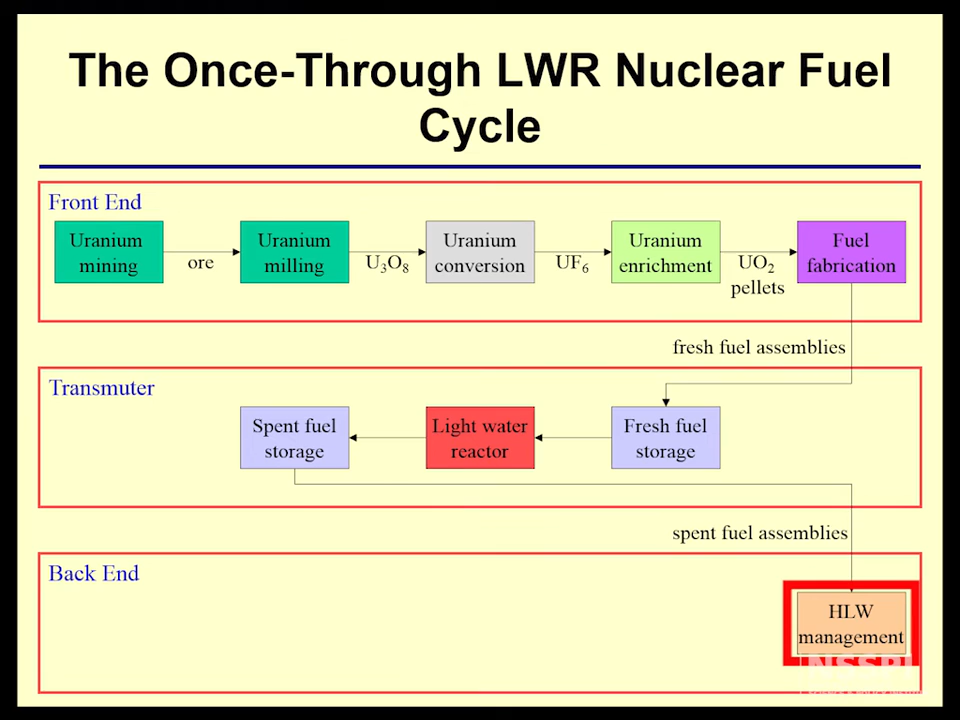 The Once-Through LWR Nuclear Fuel
Cycle
Front End
Uranium
mining
ore
Uranium
milling
U₃O₈
Uranium
conversion
UF₆
Uranium
enrichment
UO₂
pellets
Fuel
fabrication
fresh fuel assemblies
Transmuter
Spent fuel
storage
Light water
reactor
Fresh fuel
storage
spent fuel assemblies
Back End
HLW
management
NSSPI